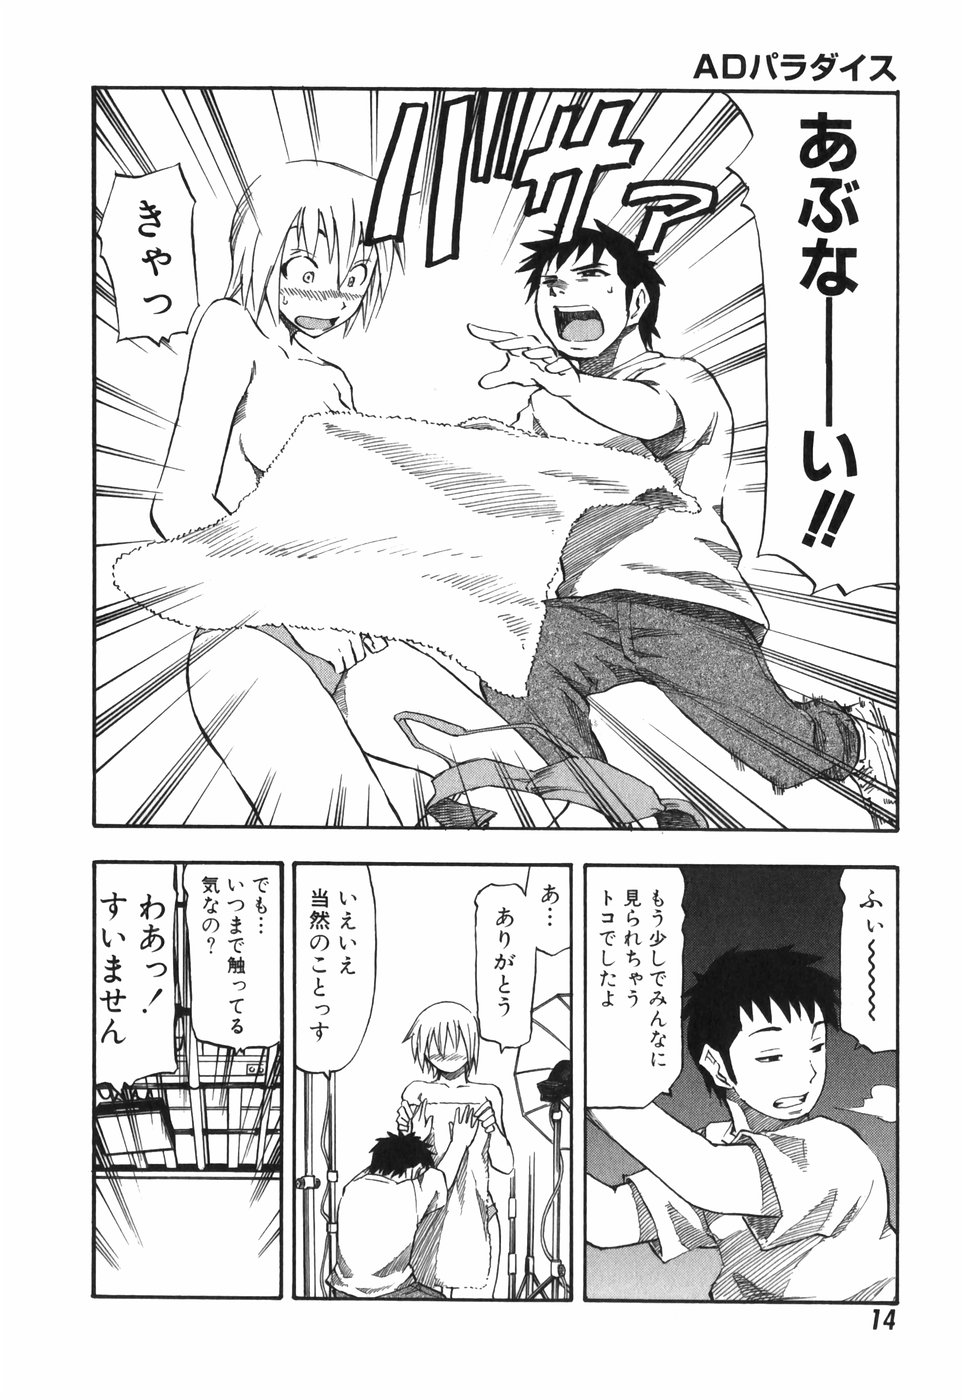 ADパラダイス
あぶなーーい!!
バサァ
きゃっ
ふぃ〜〜〜
もう少しでみんなに
見られちゃう
トコでしたよ
あ…
ありがとう
いえいえ
当然のことっす
でも…
いつまで触ってる
気なの？
わあっ！
すいません
14